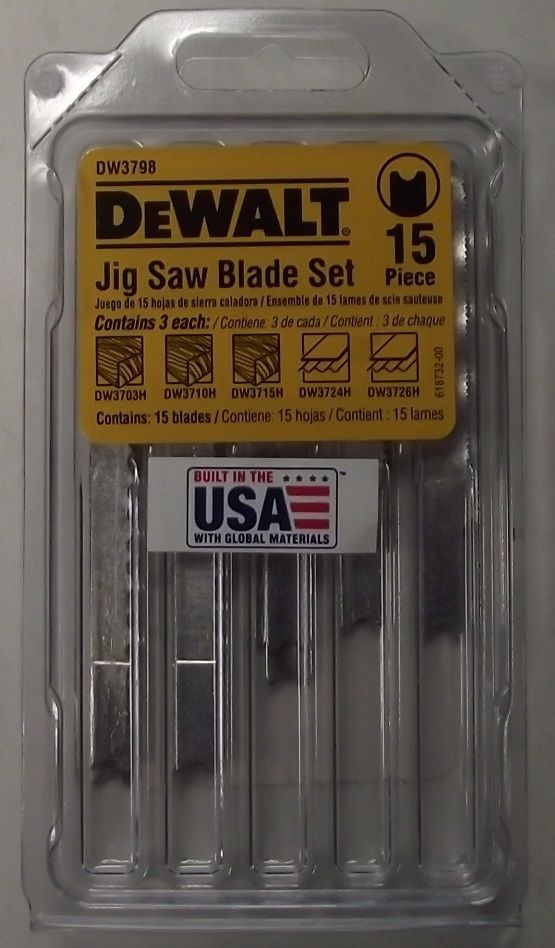 DW3798
DEWALT®
15
Piece
Jig Saw Blade Set
Juego de 15 hojas de sierra caladora / Ensemble de 15 lames de scie sauteuse
Contains 3 each: / Contiene: 3 de cada / Contient : 3 de chaque
DW3703H DW3710H DW3715H DW3724H DW3726H
618732-00
Contains: 15 blades / Contiene: 15 hojas / Contient : 15 lames
BUILT IN THE
USA™
WITH GLOBAL MATERIALS